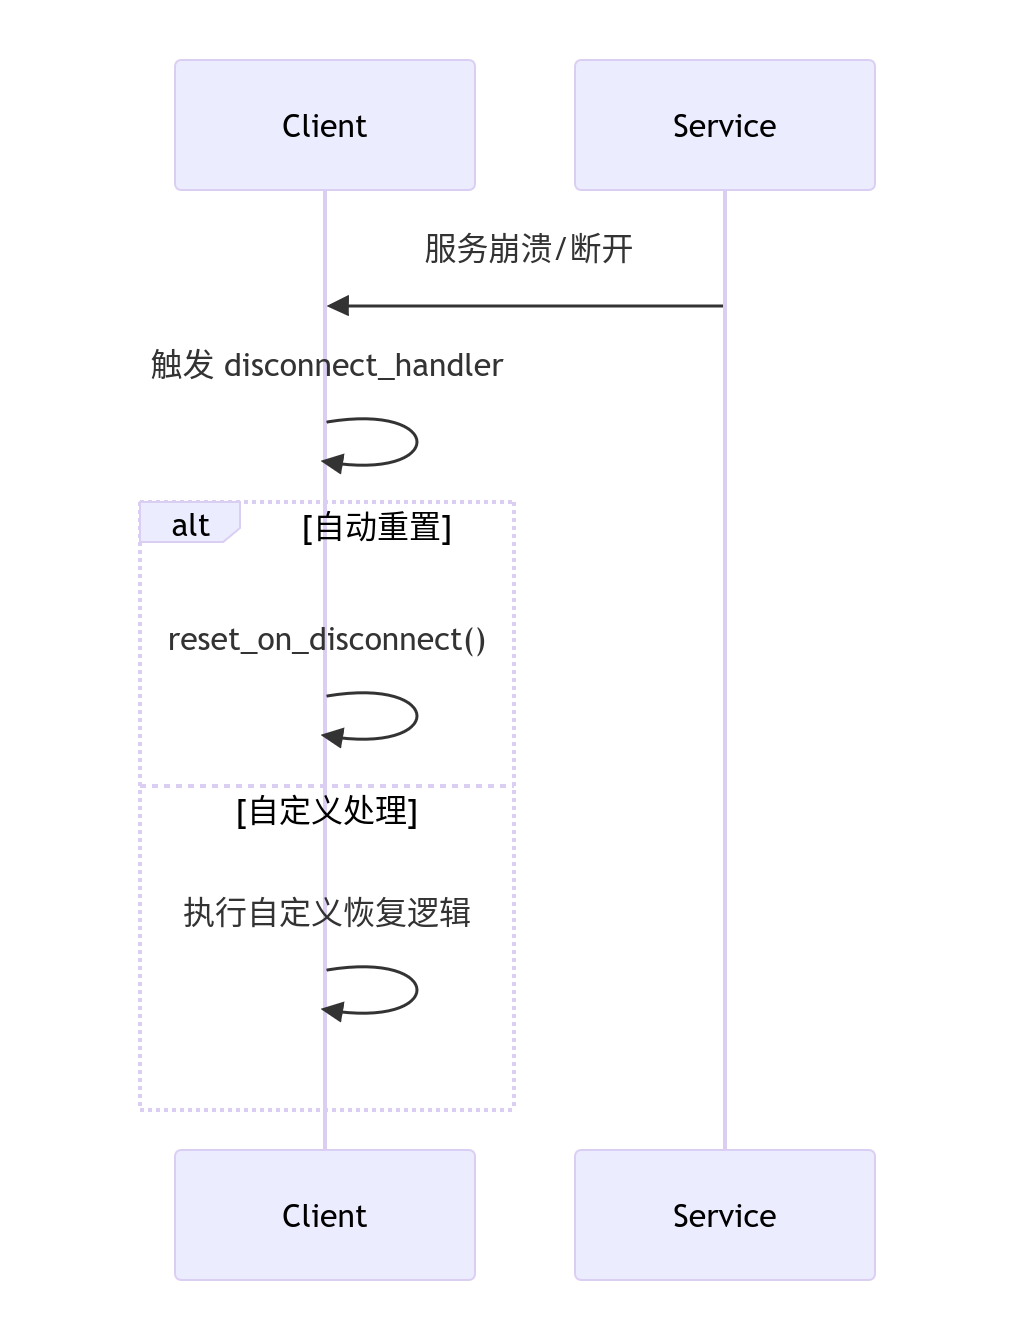 Client
Service
服务崩溃/断开
触发 disconnect_handler
alt
[自动重置]
reset_on_disconnect()
[自定义处理]
执行自定义恢复逻辑
Client
Service